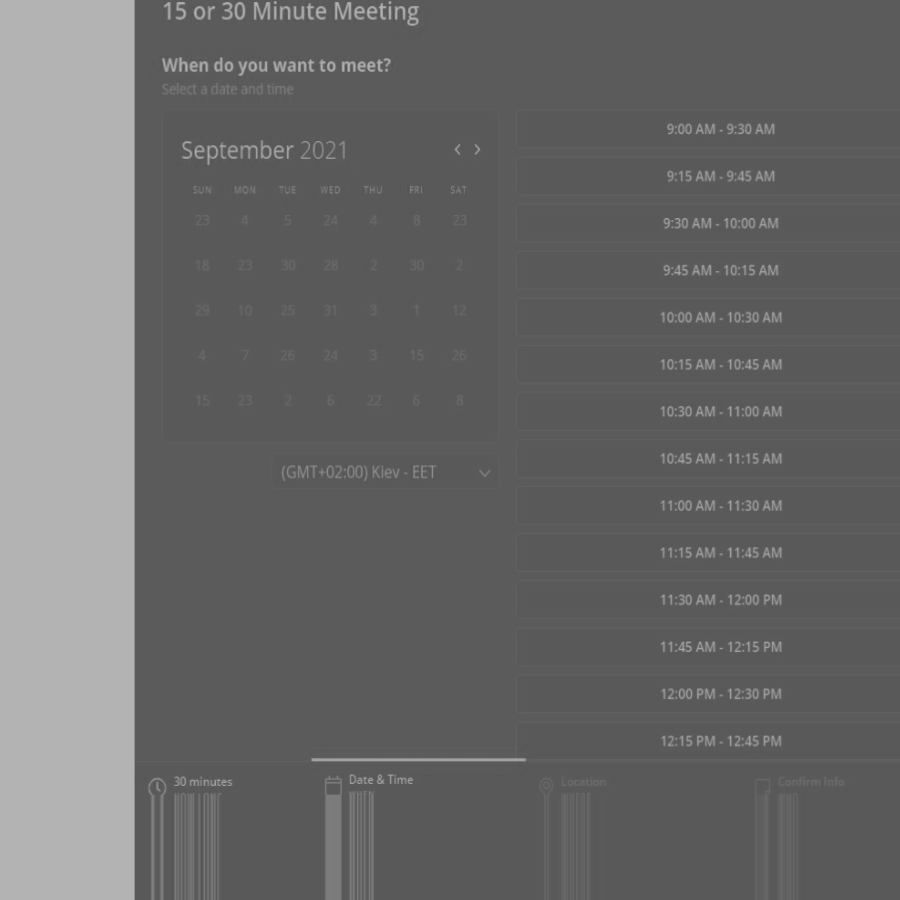 15 or 30 Minute Meeting
When do you want to meet?
Select a date and time
September 2021
SUN MON TUE WED THU FRI SAT
23 4 5 24 4 8 23
18 23 30 28 2 30 2
29 10 25 31 3 1 12
4 7 26 24 3 15 26
15 23 2 6 22 6 8
(GMT+02:00) Kiev - EET
9:00 AM - 9:30 AM
9:15 AM - 9:45 AM
9:30 AM - 10:00 AM
9:45 AM - 10:15 AM
10:00 AM - 10:30 AM
10:15 AM - 10:45 AM
10:30 AM - 11:00 AM
10:45 AM - 11:15 AM
11:00 AM - 11:30 AM
11:15 AM - 11:45 AM
11:30 AM - 12:00 PM
11:45 AM - 12:15 PM
12:00 PM - 12:30 PM
12:15 PM - 12:45 PM
30 minutes
Date & Time
Location
Confirm Info